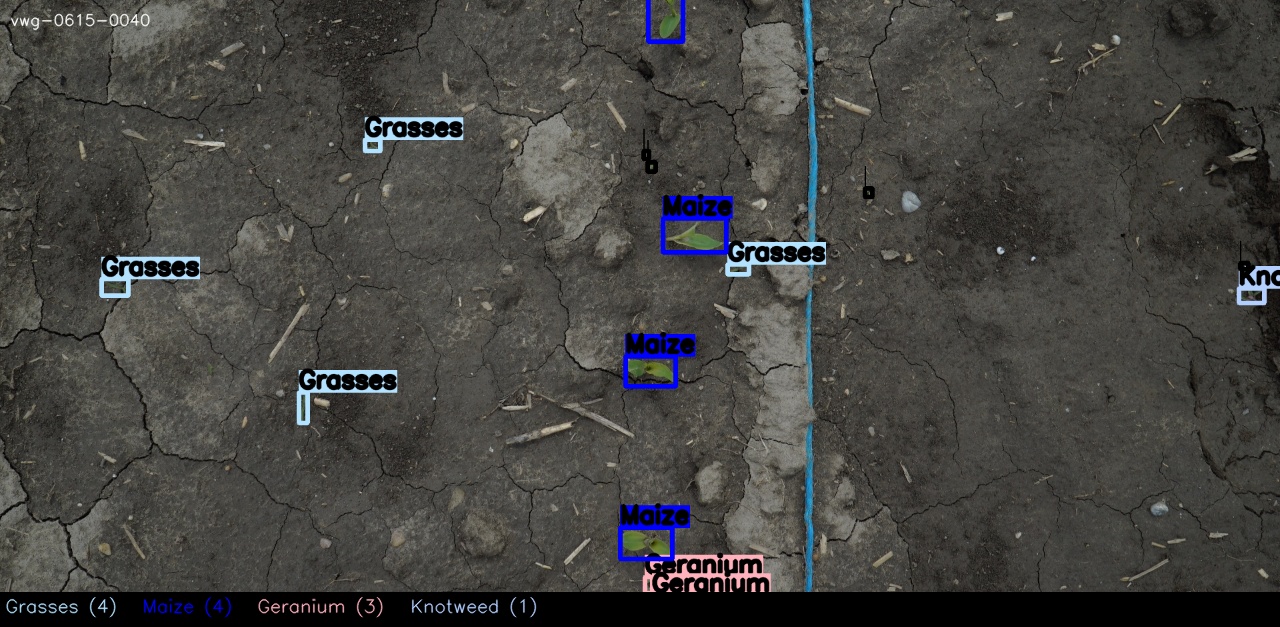 vwg-0615-0040
Grasses
Maize
Grasses
Grasses
Kno
Maize
Grasses
Maize
Geranium
Geranium
Grasses (4) Maize (4) Geranium (3) Knotweed (1)